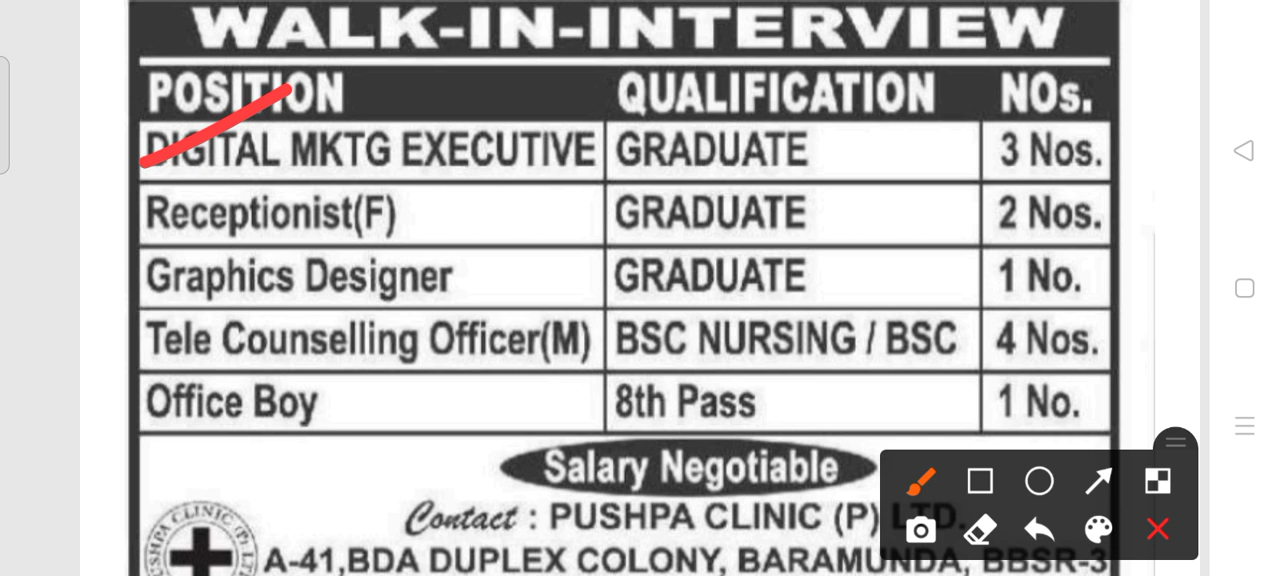 WALK-IN-INTERVIEW
POSITION QUALIFICATION NOs.
DIGITAL MKTG EXECUTIVE GRADUATE 3 Nos.
Receptionist(F) GRADUATE 2 Nos.
Graphics Designer GRADUATE 1 No.
Tele Counselling Officer(M) BSC NURSING / BSC 4 Nos.
Office Boy 8th Pass 1 No.
Salary Negotiable
Contact : PUSHPA CLINIC (P) LTD.
A-41,BDA DUPLEX COLONY, BARAMUNDA, BBSR-3